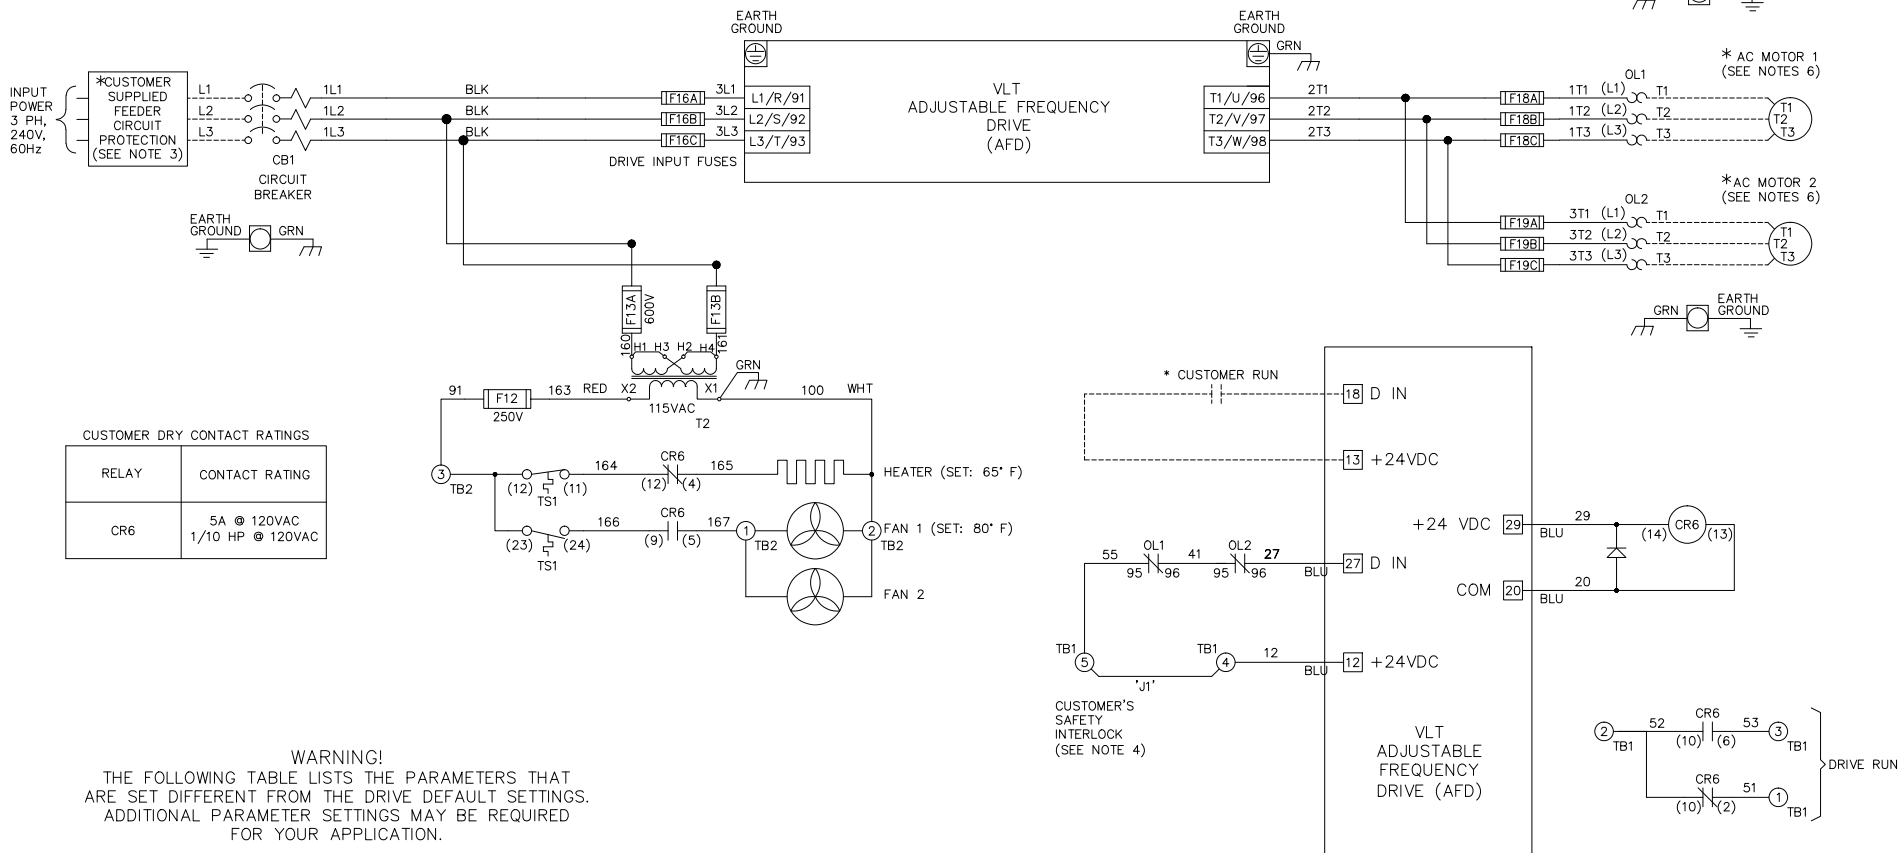 INPUT
POWER
3 PH,
240V,
60Hz
*CUSTOMER
SUPPLIED
FEEDER
CIRCUIT
PROTECTION
(SEE NOTE 3)
L1
L2
L3
CB1
CIRCUIT
BREAKER
1L1
1L2
1L3
BLK
BLK
BLK
F16A
F16B
F16C
3L1
3L2
3L3
DRIVE INPUT FUSES
EARTH
GROUND
L1/R/91
L2/S/92
L3/T/93
VLT
ADJUSTABLE FREQUENCY
DRIVE
(AFD)
EARTH
GROUND
GRN
T1/U/96
T2/V/97
T3/W/98
2T1
2T2
2T3
F18A
F18B
F18C
1T1 (L1)
1T2 (L2)
1T3 (L3)
OL1
T1
T2
T3
* AC MOTOR 1
(SEE NOTES 6)
T1
T2
T3
F19A
F19B
F19C
3T1 (L1)
3T2 (L2)
3T3 (L3)
OL2
T1
T2
T3
*AC MOTOR 2
(SEE NOTES 6)
T1
T2
T3
GRN
EARTH
GROUND
EARTH
GROUND
GRN
F13A
600V
F13B
160
161
H1 H3 H2 H4
GRN
91
F12
250V
163
RED
X2
X1
115VAC
T2
100
WHT
3
TB2
(12)
(11)
TS1
164
CR6
(12)
(4)
165
HEATER (SET: 65° F)
(23)
(24)
TS1
166
CR6
(9)
(5)
167
1
TB2
2
TB2
FAN 1 (SET: 80° F)
FAN 2
CUSTOMER DRY CONTACT RATINGS
RELAY
CONTACT RATING
CR6
5A @ 120VAC
1/10 HP @ 120VAC
* CUSTOMER RUN
18
D IN
13
+24VDC
+24 VDC
29
29
BLU
CR6
(14)
(13)
55
OL1
95
96
41
OL2
95
96
27
BLU
27
D IN
COM
20
20
BLU
TB1
5
'J1'
TB1
4
12
BLU
12
+24VDC
CUSTOMER'S
SAFETY
INTERLOCK
(SEE NOTE 4)
VLT
ADJUSTABLE
FREQUENCY
DRIVE (AFD)
2
TB1
52
CR6
(10)
(6)
53
3
TB1
CR6
(10)
(2)
51
1
TB1
DRIVE RUN
WARNING!
THE FOLLOWING TABLE LISTS THE PARAMETERS THAT
ARE SET DIFFERENT FROM THE DRIVE DEFAULT SETTINGS.
ADDITIONAL PARAMETER SETTINGS MAY BE REQUIRED
FOR YOUR APPLICATION.